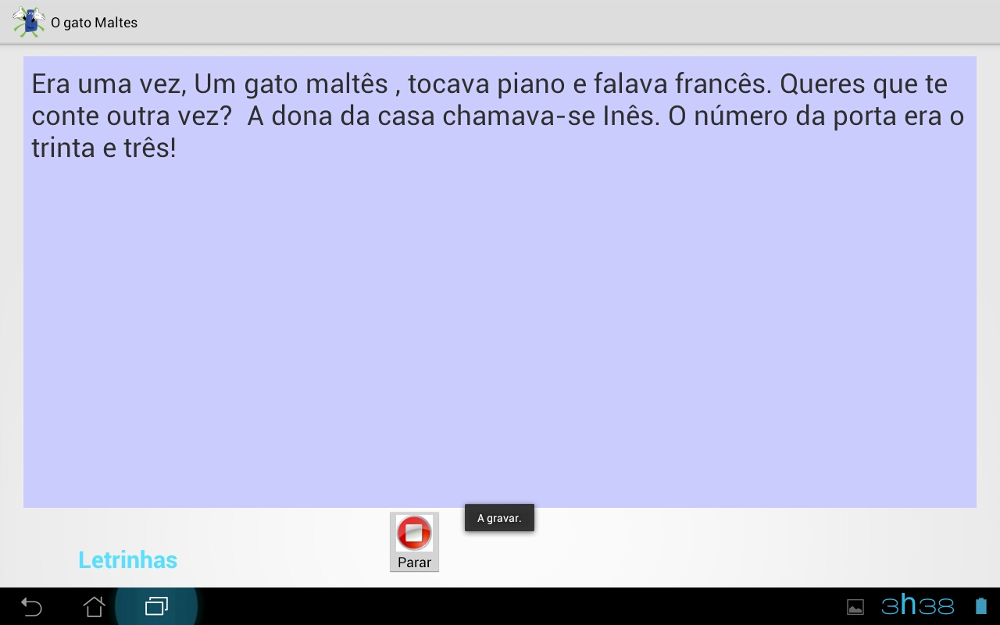 O gato Maltes
Era uma vez, Um gato maltês , tocava piano e falava francês. Queres que te
conte outra vez?  A dona da casa chamava-se Inês. O número da porta era o
trinta e três!
A gravar.
Parar
Letrinhas
3h38